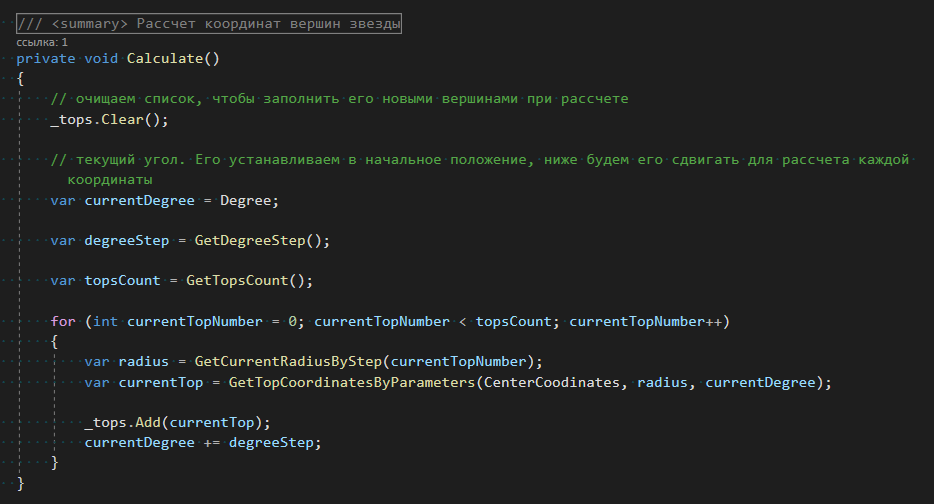 /// <summary> Рассчет координат вершин звезды
ссылка: 1
private void Calculate()
{
// очищаем список, чтобы заполнить его новыми вершинами при рассчете
_tops.Clear();
// текущий угол. Его устанавливаем в начальное положение, ниже будем его сдвигать для рассчета каждой
координаты
var currentDegree = Degree;
var degreeStep = GetDegreeStep();
var topsCount = GetTopsCount();
for (int currentTopNumber = 0; currentTopNumber < topsCount; currentTopNumber++)
{
var radius = GetCurrentRadiusByStep(currentTopNumber);
var currentTop = GetTopCoordinatesByParameters(CenterCoodinates, radius, currentDegree);
_tops.Add(currentTop);
currentDegree += degreeStep;
}
}